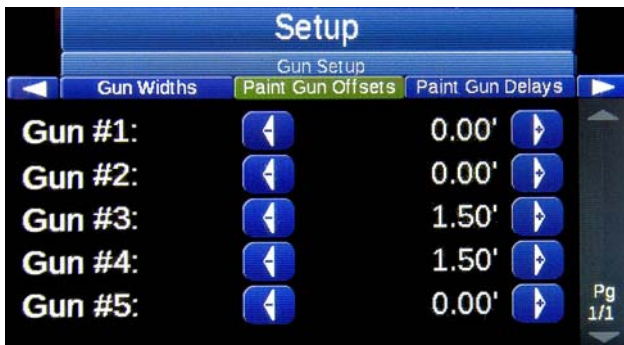 Setup
Gun Setup
Gun Widths Paint Gun Offsets Paint Gun Delays
Gun #1: - 0.00' +
Gun #2: - 0.00' +
Gun #3: - 1.50' +
Gun #4: - 1.50' +
Gun #5: - 0.00' +
Pg
1/1